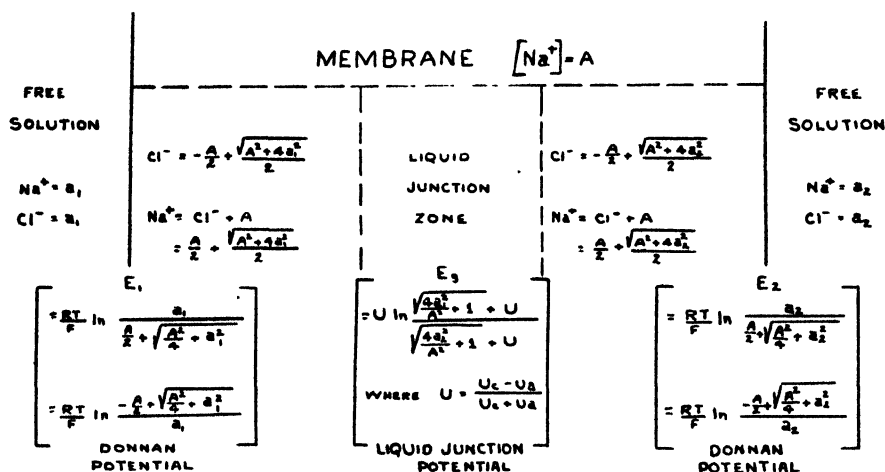 MEMBRANE [Na⁺]=A
FREE
SOLUTION
Na⁺ = a₁
Cl⁻ = a₁
Cl⁻ = -A/2 + √(A²+4a₁²)/2
Na⁺ = Cl⁻ + A
= A/2 + √(A²+4a₁²)/2
LIQUID
JUNCTION
ZONE
Cl⁻ = -A/2 + √(A²+4a₂²)/2
Na⁺ = Cl⁻ + A
= A/2 + √(A²+4a₂²)/2
FREE
SOLUTION
Na⁺ = a₂
Cl⁻ = a₂
E₁
= RT/F ln a₁/(A/2 + √(A²/4 + a₁²))
= RT/F ln (-A/2 + √(A²/4 + a₁²))/a₁
DONNAN
POTENTIAL
E₃
= U ln (√(4a₁²/A² + 1) + U)/(√(4a₂²/A² + 1) + U)
WHERE U = (Uc - Ua)/(Uc + Ua)
LIQUID JUNCTION
POTENTIAL
E₂
= RT/F ln a₂/(A/2 + √(A²/4 + a₂²))
= RT/F ln (-A/2 + √(A²/4 + a₂²))/a₂
DONNAN
POTENTIAL